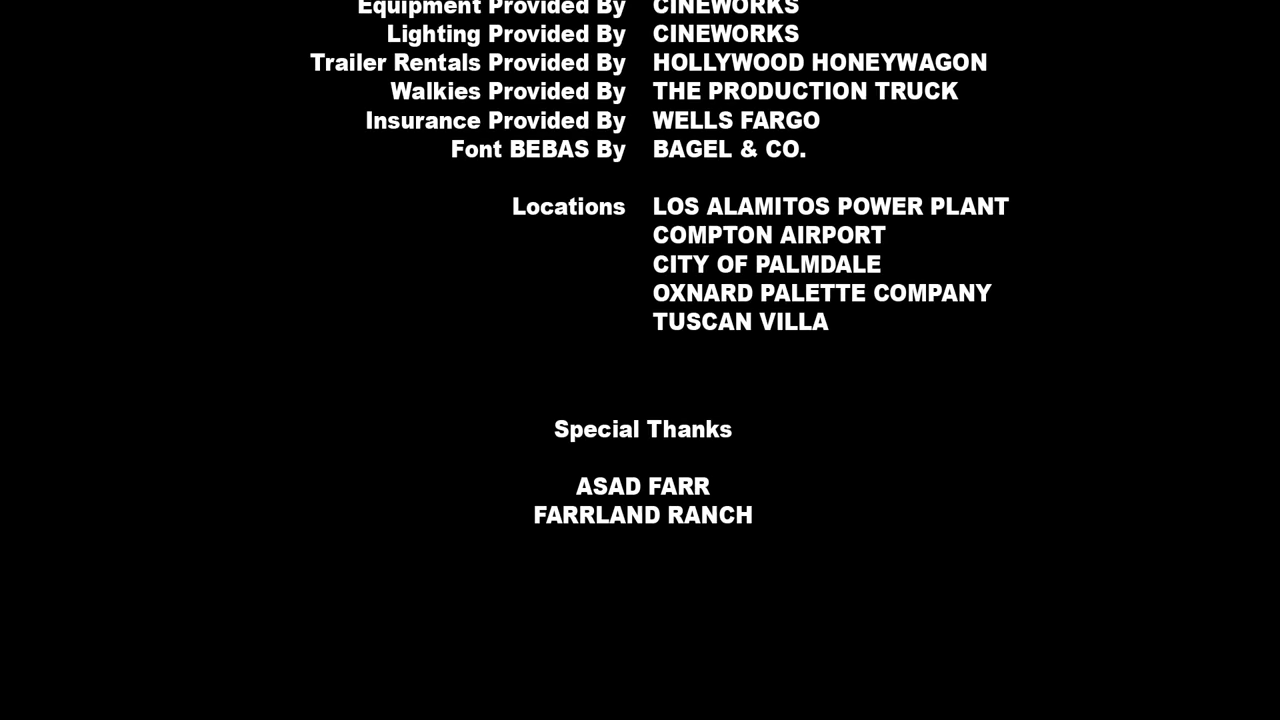 Equipment Provided By CINEWORKS
Lighting Provided By CINEWORKS
Trailer Rentals Provided By HOLLYWOOD HONEYWAGON
Walkies Provided By THE PRODUCTION TRUCK
Insurance Provided By WELLS FARGO
Font BEBAS By BAGEL & CO.
Locations LOS ALAMITOS POWER PLANT
COMPTON AIRPORT
CITY OF PALMDALE
OXNARD PALETTE COMPANY
TUSCAN VILLA
Special Thanks
ASAD FARR
FARRLAND RANCH